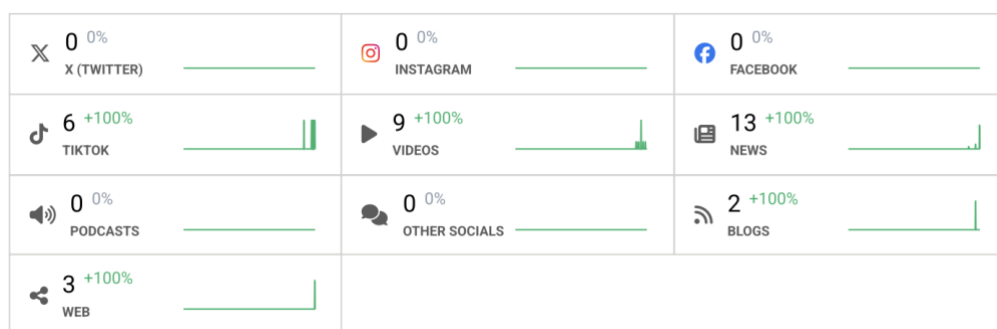 0 0%
X (TWITTER)
0 0%
INSTAGRAM
0 0%
FACEBOOK
6 +100%
TIKTOK
9 +100%
VIDEOS
13 +100%
NEWS
0 0%
PODCASTS
0 0%
OTHER SOCIALS
2 +100%
BLOGS
3 +100%
WEB